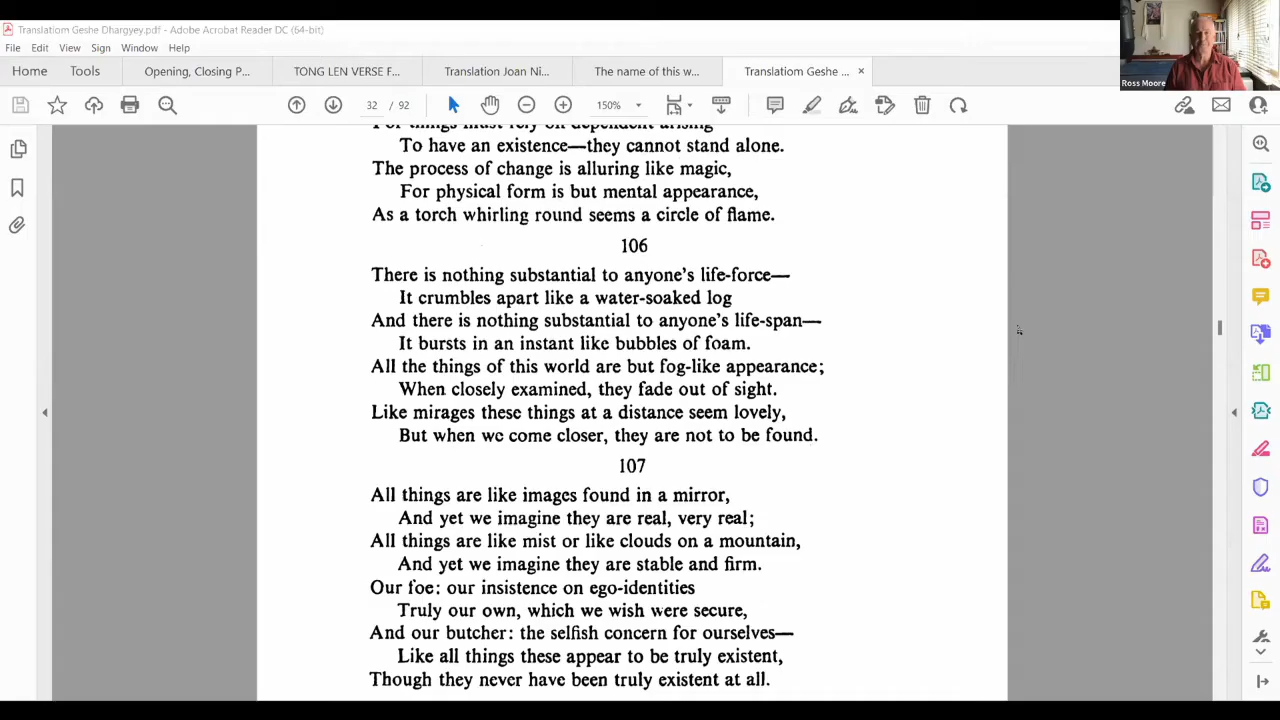 Translatiom Geshe Dhargyey.pdf - Adobe Acrobat Reader DC (64-bit)
File Edit View Sign Window Help
Home Tools Opening, Closing P... TONG LEN VERSE F... Translation Joan Ni... The name of this w... Translatiom Geshe ... ×
32 / 92 150%
Ross Moore
For things must rely on dependent arising
To have an existence—they cannot stand alone.
The process of change is alluring like magic,
For physical form is but mental appearance,
As a torch whirling round seems a circle of flame.
106
There is nothing substantial to anyone's life-force—
It crumbles apart like a water-soaked log
And there is nothing substantial to anyone's life-span—
It bursts in an instant like bubbles of foam.
All the things of this world are but fog-like appearance;
When closely examined, they fade out of sight.
Like mirages these things at a distance seem lovely,
But when we come closer, they are not to be found.
107
All things are like images found in a mirror,
And yet we imagine they are real, very real;
All things are like mist or like clouds on a mountain,
And yet we imagine they are stable and firm.
Our foe: our insistence on ego-identities
Truly our own, which we wish were secure,
And our butcher: the selfish concern for ourselves—
Like all things these appear to be truly existent,
Though they never have been truly existent at all.